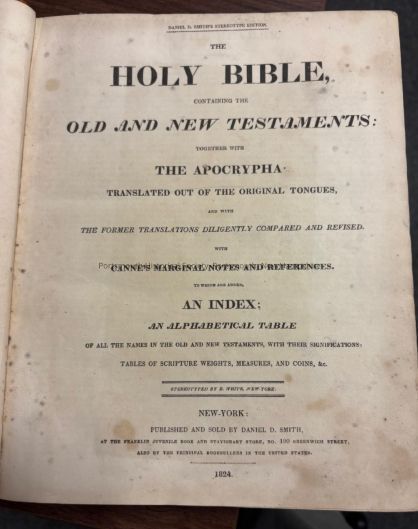 DANIEL D. SMITH'S STEREOTYPE EDITION.
THE
HOLY BIBLE,
CONTAINING THE
OLD AND NEW TESTAMENTS:
TOGETHER WITH
THE APOCRYPHA
TRANSLATED OUT OF THE ORIGINAL TONGUES,
AND WITH
THE FORMER TRANSLATIONS DILIGENTLY COMPARED AND REVISED.
WITH
CANNE'S MARGINAL NOTES AND REFERENCES.
TO WHICH ARE ADDED,
AN INDEX;
AN ALPHABETICAL TABLE
OF ALL THE NAMES IN THE OLD AND NEW TESTAMENTS, WITH THEIR SIGNIFICATIONS:
TABLES OF SCRIPTURE WEIGHTS, MEASURES, AND COINS, &c.
STEREOTYPED BY E. WHITE, NEW-YORK.
NEW-YORK:
PUBLISHED AND SOLD BY DANIEL D. SMITH,
AT THE FRANKLIN JUVENILE BOOK AND STATIONARY STORE, NO. 190 GREENWICH STREET,
ALSO BY THE PRINCIPAL BOOKSELLERS IN THE UNITED STATES.
1824.